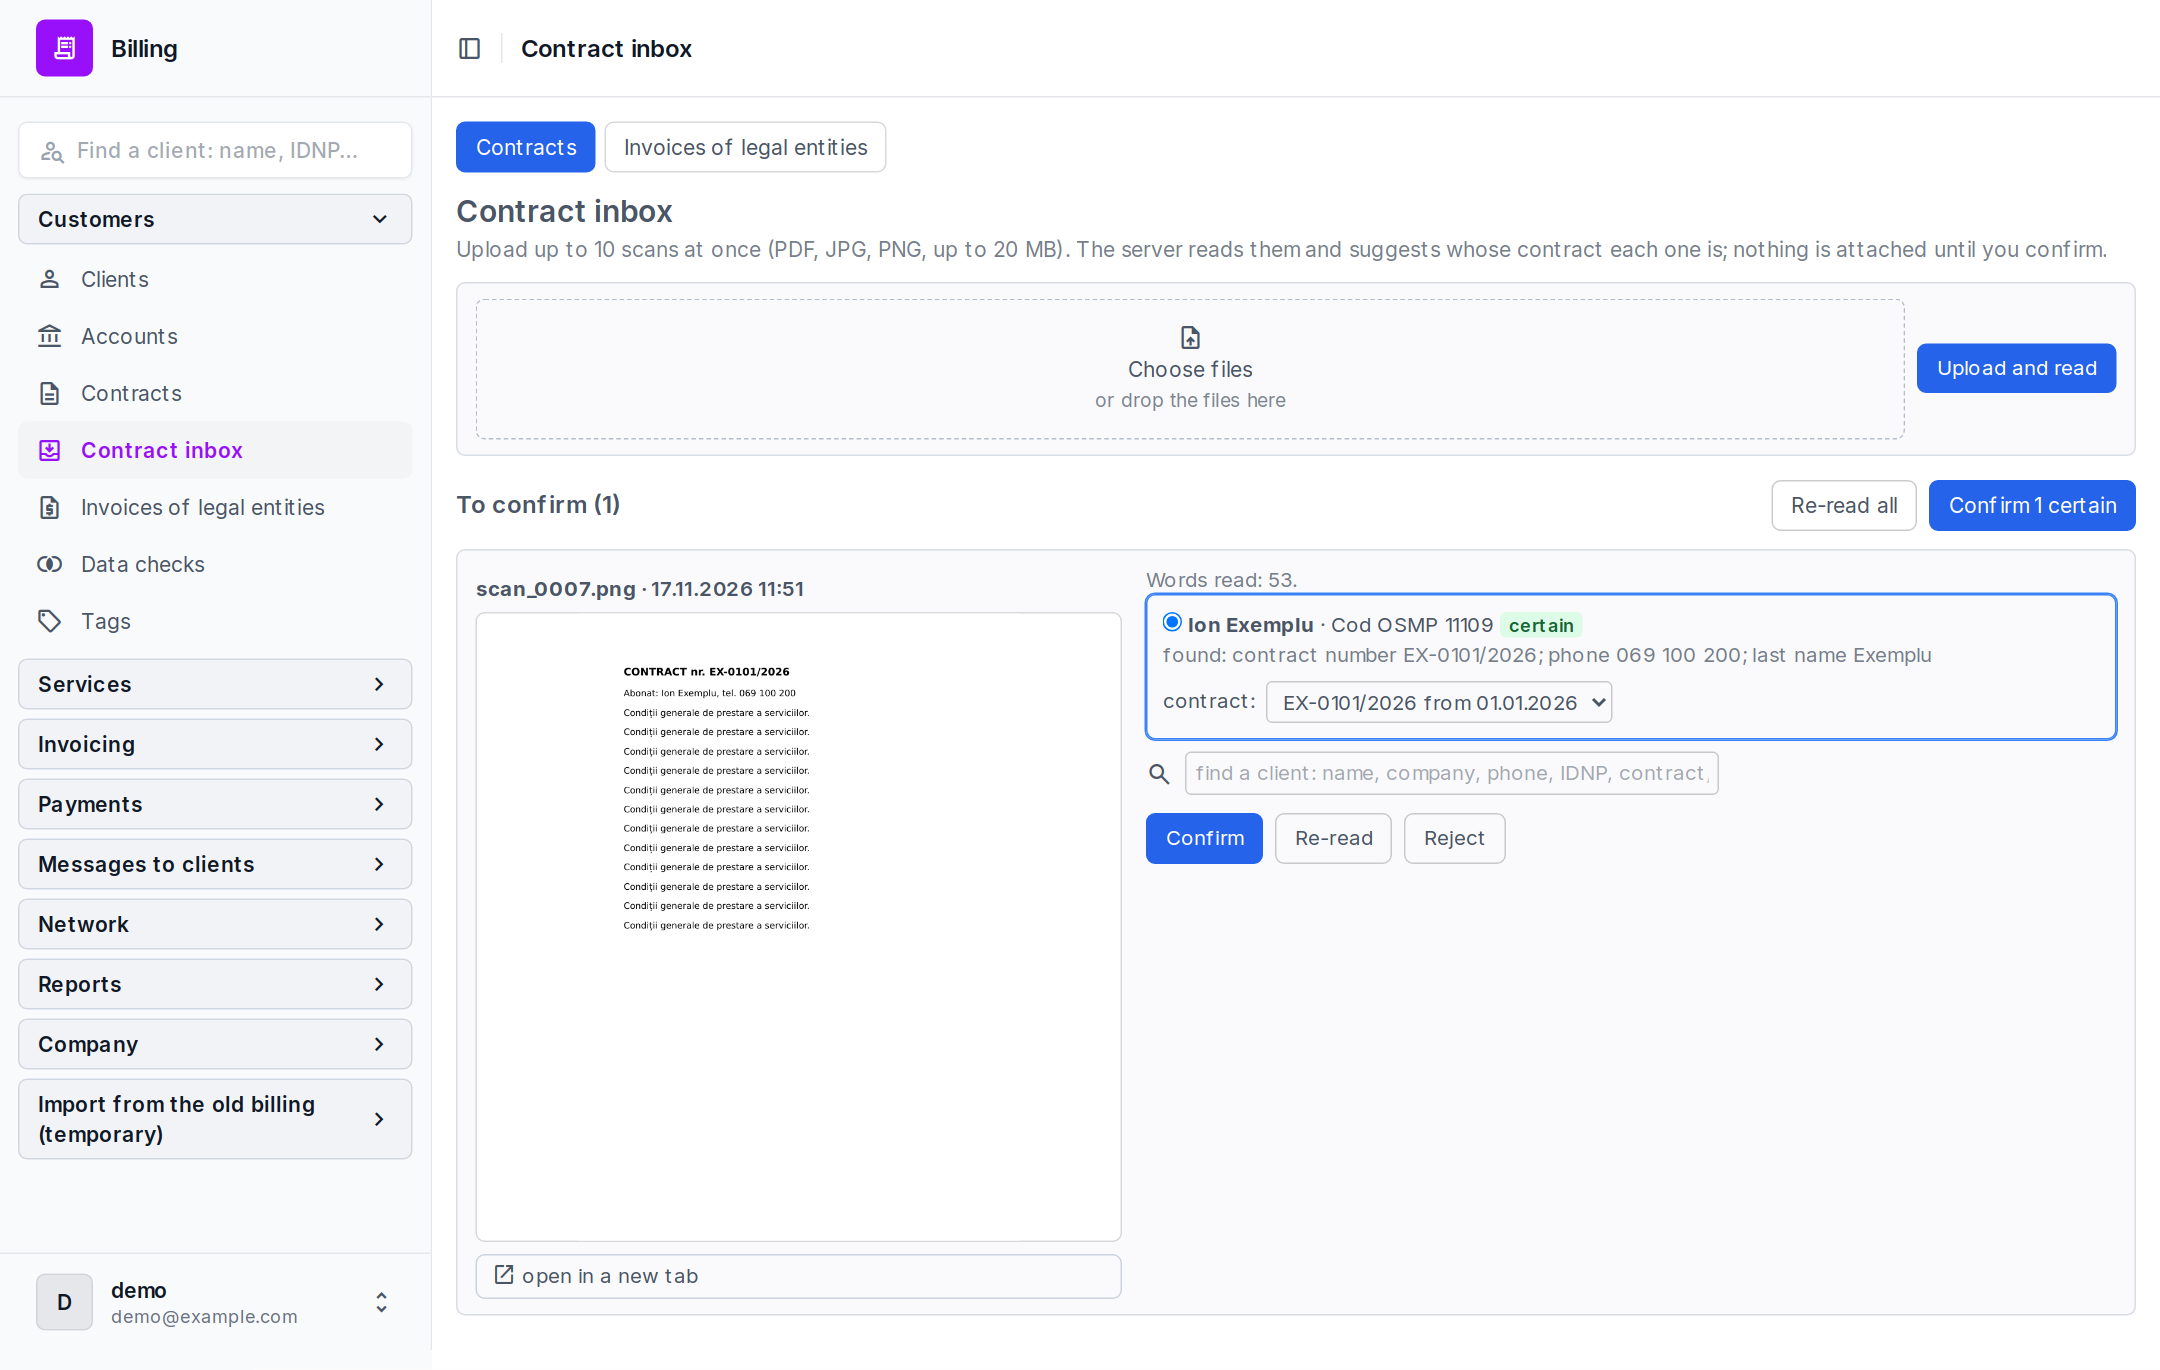 Billing
Contract inbox
Find a client: name, IDNP...
Customers
Clients
Accounts
Contracts
Contract inbox
Invoices of legal entities
Data checks
Tags
Services
Invoicing
Payments
Messages to clients
Network
Reports
Company
Import from the old billing
(temporary)
D
demo
demo@example.com
Contracts
Invoices of legal entities
Contract inbox
Upload up to 10 scans at once (PDF, JPG, PNG, up to 20 MB). The server reads them and suggests whose contract each one is; nothing is attached until you confirm.
Choose files
or drop the files here
Upload and read
To confirm (1)
Re-read all
Confirm 1 certain
scan_0007.png · 17.11.2026 11:51
CONTRACT nr. EX-0101/2026
Abonat: Ion Exemplu, tel. 069 100 200
Condiții generale de prestare a serviciilor.
Condiții generale de prestare a serviciilor.
Condiții generale de prestare a serviciilor.
Condiții generale de prestare a serviciilor.
Condiții generale de prestare a serviciilor.
Condiții generale de prestare a serviciilor.
Condiții generale de prestare a serviciilor.
Condiții generale de prestare a serviciilor.
Condiții generale de prestare a serviciilor.
Condiții generale de prestare a serviciilor.
Condiții generale de prestare a serviciilor.
Condiții generale de prestare a serviciilor.
open in a new tab
Words read: 53.
Ion Exemplu · Cod OSMP 11109 certain
found: contract number EX-0101/2026; phone 069 100 200; last name Exemplu
contract: EX-0101/2026 from 01.01.2026
find a client: name, company, phone, IDNP, contract,
Confirm
Re-read
Reject